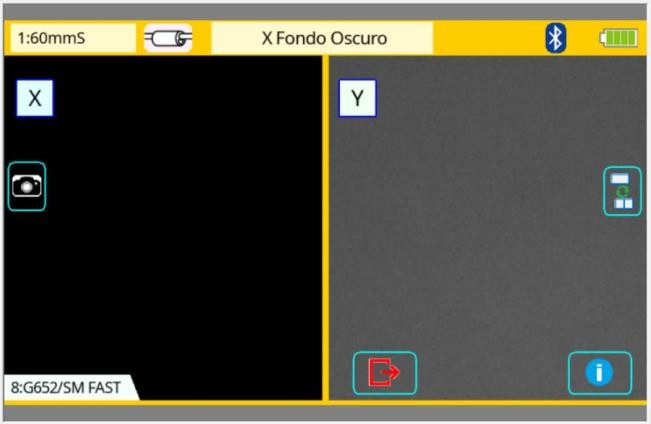 1:60mmS
X Fondo Oscuro
X
Y
8:G652/SM FAST